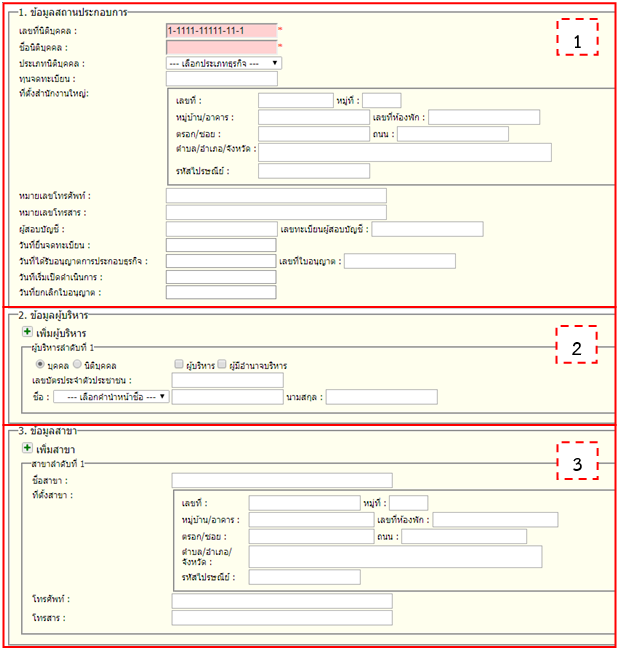 1. ข้อมูลสถานประกอบการ
1
เลขที่นิติบุคคล : 1-1111-11111-11-1 *
ชื่อนิติบุคคล : *
ประเภทนิติบุคคล : --- เลือกประเภทธุรกิจ ---
ทุนจดทะเบียน :
ที่ตั้งสำนักงานใหญ่:
เลขที่ : หมู่ที่ :
หมู่บ้าน/อาคาร : เลขที่ห้องพัก :
ตรอก/ซอย : ถนน :
ตำบล/อำเภอ/จังหวัด :
รหัสไปรษณีย์ :
หมายเลขโทรศัพท์ :
หมายเลขโทรสาร :
ผู้สอบบัญชี : เลขทะเบียนผู้สอบบัญชี :
วันที่ยื่นจดทะเบียน :
วันที่ได้รับอนุญาตการประกอบธุรกิจ : เลขที่ใบอนุญาต :
วันที่เริ่มเปิดดำเนินการ :
วันที่ยกเลิกใบอนุญาต :
2. ข้อมูลผู้บริหาร
2
เพิ่มผู้บริหาร
ผู้บริหารลำดับที่ 1
บุคคล นิติบุคคล ผู้บริหาร ผู้มีอำนาจบริหาร
เลขบัตรประจำตัวประชาชน :
ชื่อ : --- เลือกคำนำหน้าชื่อ --- นามสกุล :
3. ข้อมูลสาขา
3
เพิ่มสาขา
สาขาลำดับที่ 1
ชื่อสาขา :
ที่ตั้งสาขา :
เลขที่ : หมู่ที่ :
หมู่บ้าน/อาคาร : เลขที่ห้องพัก :
ตรอก/ซอย : ถนน :
ตำบล/อำเภอ/
จังหวัด :
รหัสไปรษณีย์ :
โทรศัพท์ :
โทรสาร :